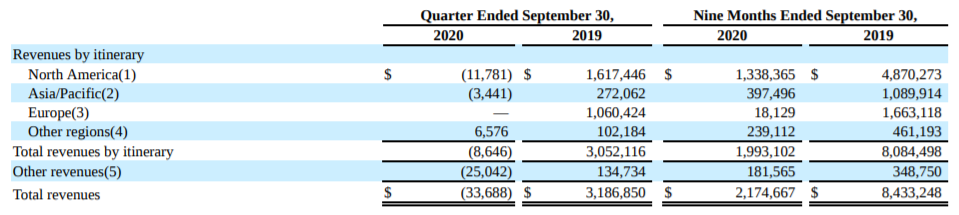 Quarter Ended September 30, Nine Months Ended September 30,
2020 2019 2020 2019
Revenues by itinerary
North America(1) $ (11,781) $ 1,617,446 $ 1,338,365 $ 4,870,273
Asia/Pacific(2) (3,441) 272,062 397,496 1,089,914
Europe(3) — 1,060,424 18,129 1,663,118
Other regions(4) 6,576 102,184 239,112 461,193
Total revenues by itinerary (8,646) 3,052,116 1,993,102 8,084,498
Other revenues(5) (25,042) 134,734 181,565 348,750
Total revenues $ (33,688) $ 3,186,850 $ 2,174,667 $ 8,433,248